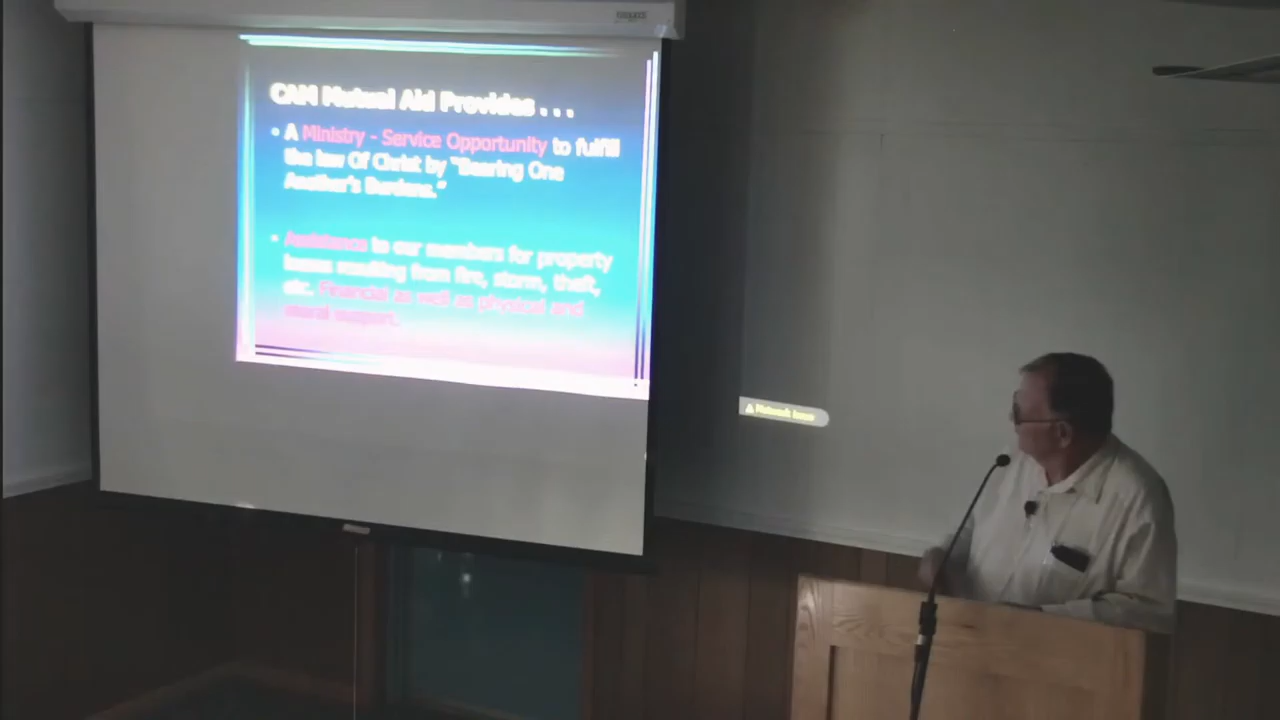 CAM Mutual Aid Provides . . .
• A Ministry - Service Opportunity to fulfill
the law Of Christ by "Bearing One
Another's Burdens."
• Assistance to our members for property
losses resulting from fire, storm, theft,
etc. Financial as well as physical and
moral support.
Network Issue